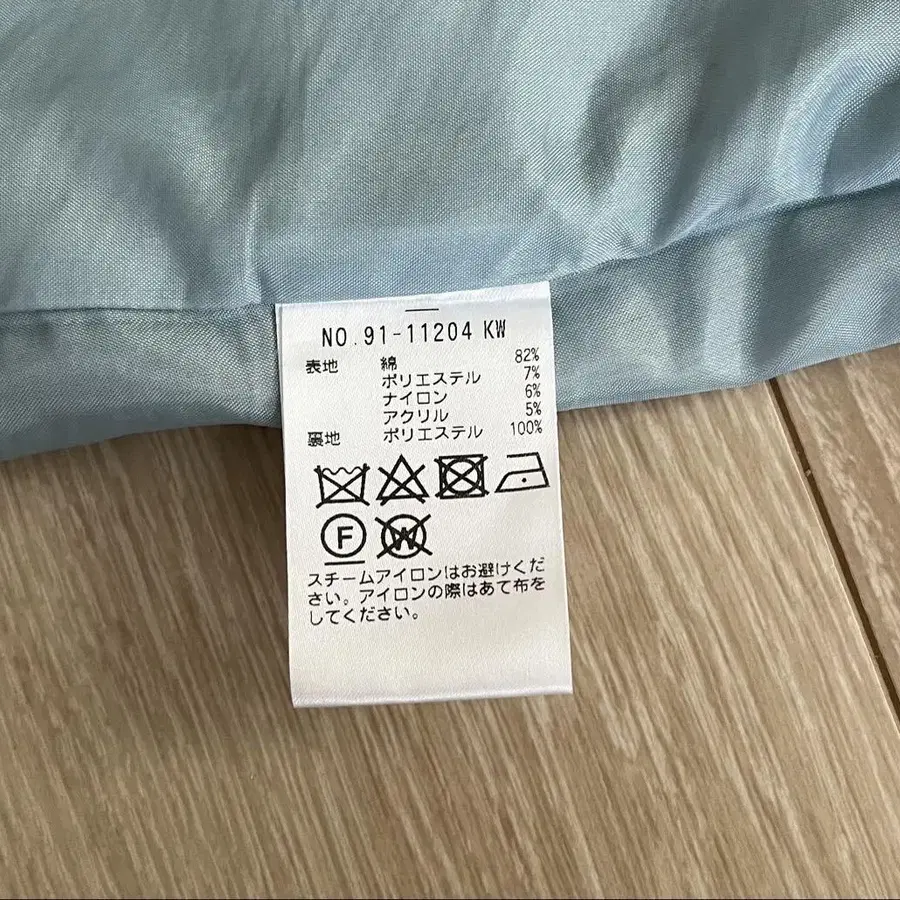 NO.91-11204 KW
表地 綿 82%
ポリエステル 7%
ナイロン 6%
アクリル 5%
裏地 ポリエステル 100%
F W
スチームアイロンはお避けくだ
さい。アイロンの際はあて布を
してください。